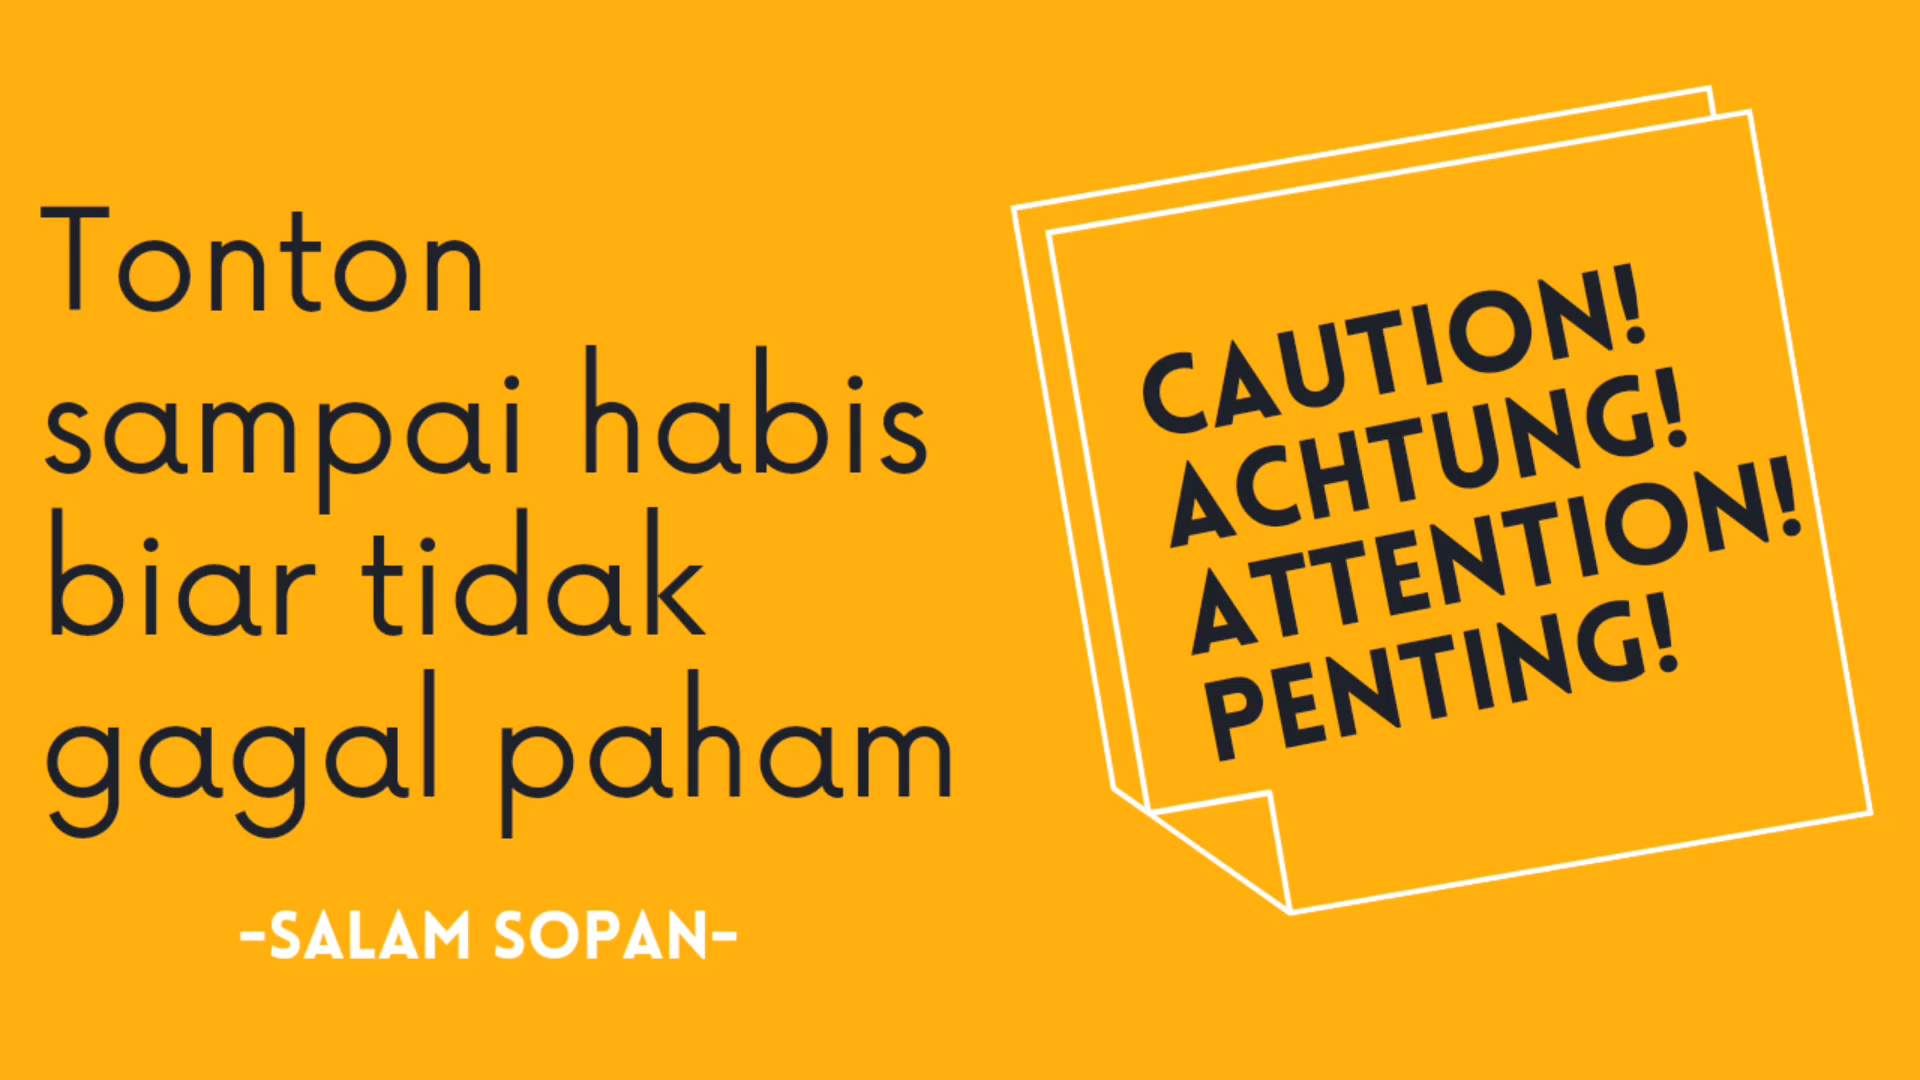 Tonton
sampai habis
biar tidak
gagal paham
-SALAM SOPAN-
CAUTION!
ACHTUNG!
ATTENTION!
PENTING!